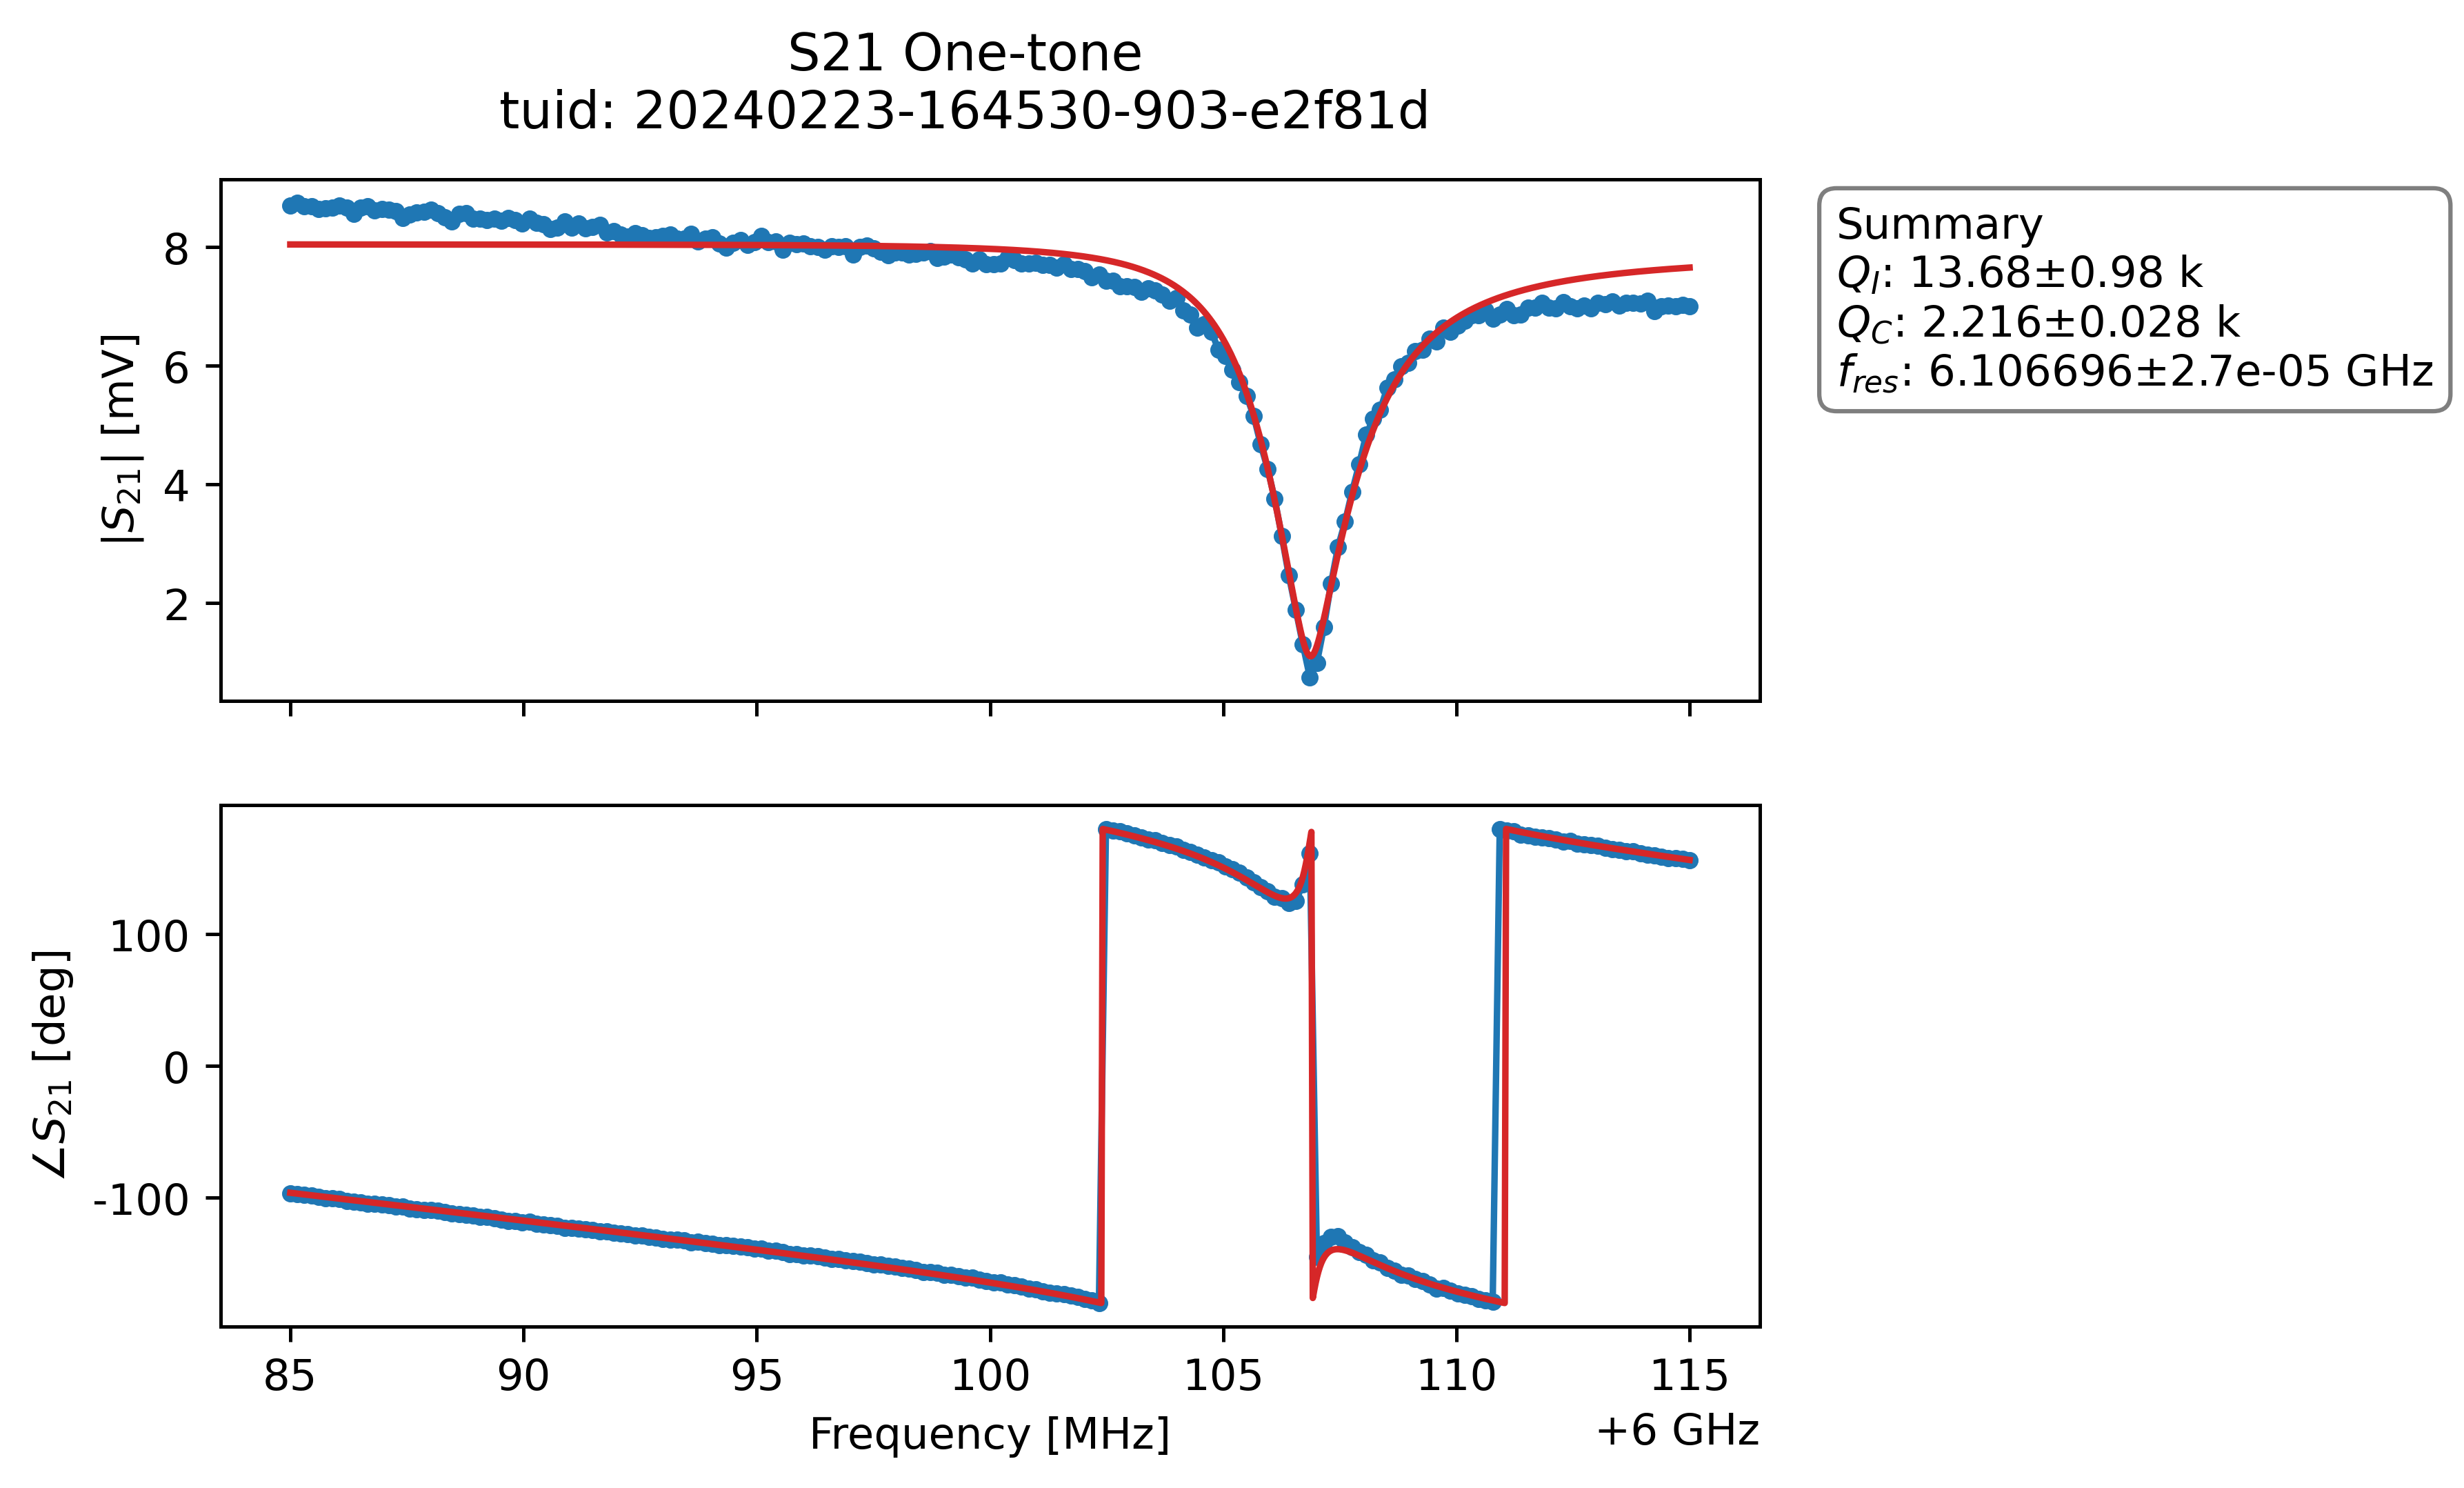 S21 One-tone
tuid: 20240223-164530-903-e2f81d
|S21| [mV]
8
6
4
2
Summary
Ql: 13.68±0.98 k
QC: 2.216±0.028 k
fres: 6.106696±2.7e-05 GHz
∠S21 [deg]
100
0
-100
85 90 95 100 105 110 115
Frequency [MHz]
+6 GHz